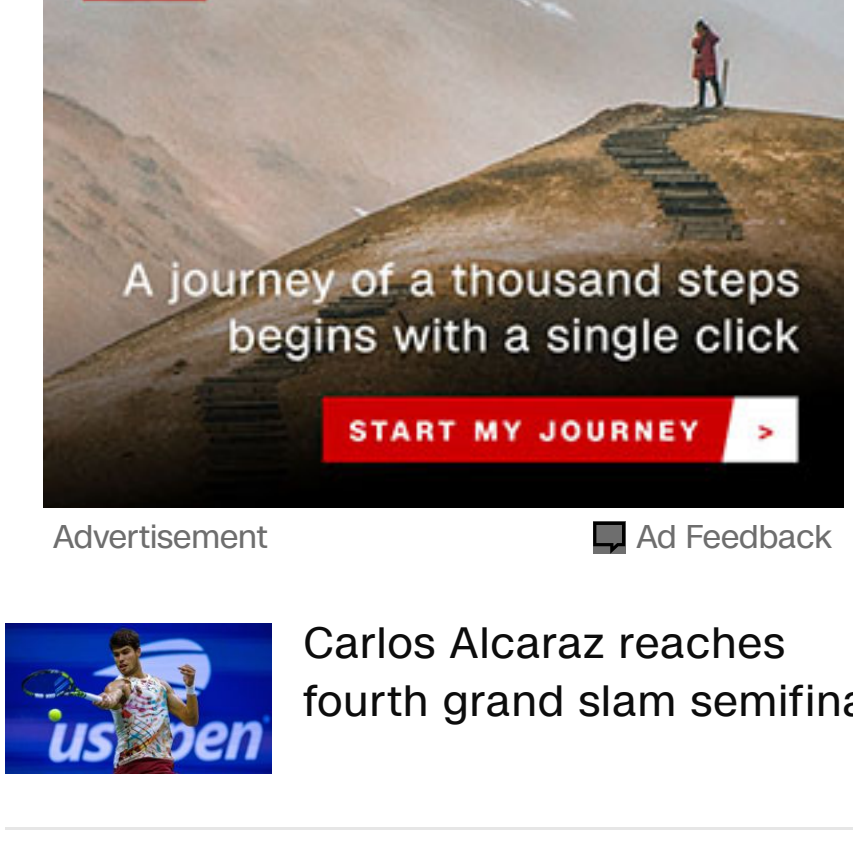 A journey of a thousand steps
begins with a single click
START MY JOURNEY >
Advertisement
Ad Feedback
us open
Carlos Alcaraz reaches
fourth grand slam semifina